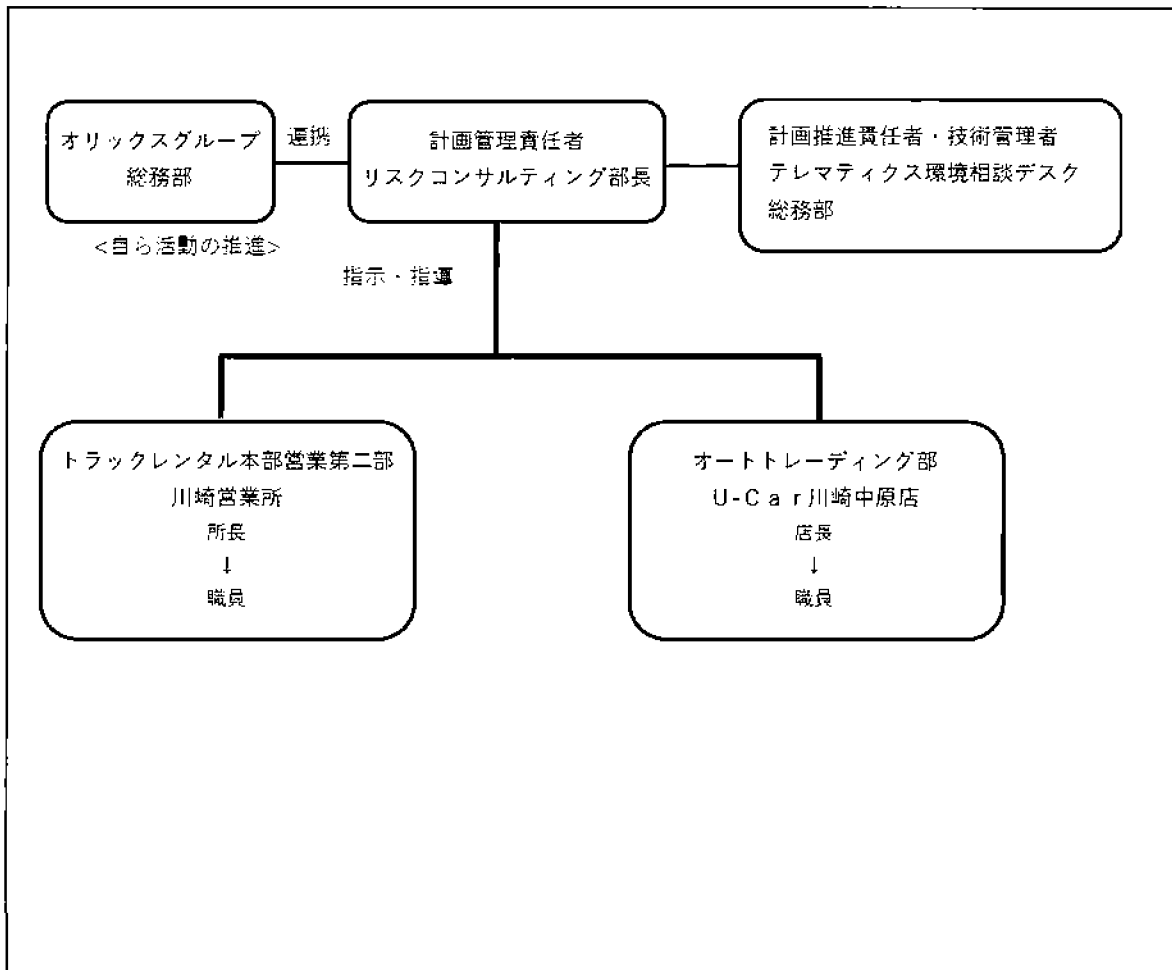 オリックスグループ
総務部
連携
計画管理責任者
リスクコンサルティング部長
計画推進責任者・技術管理者
テレマティクス環境相談デスク
総務部
<自ら活動の推進>
指示・指導
トラックレンタル本部営業第二部
川崎営業所
所長
↓
職員
オートトレーディング部
U-Car川崎中原店
店長
↓
職員